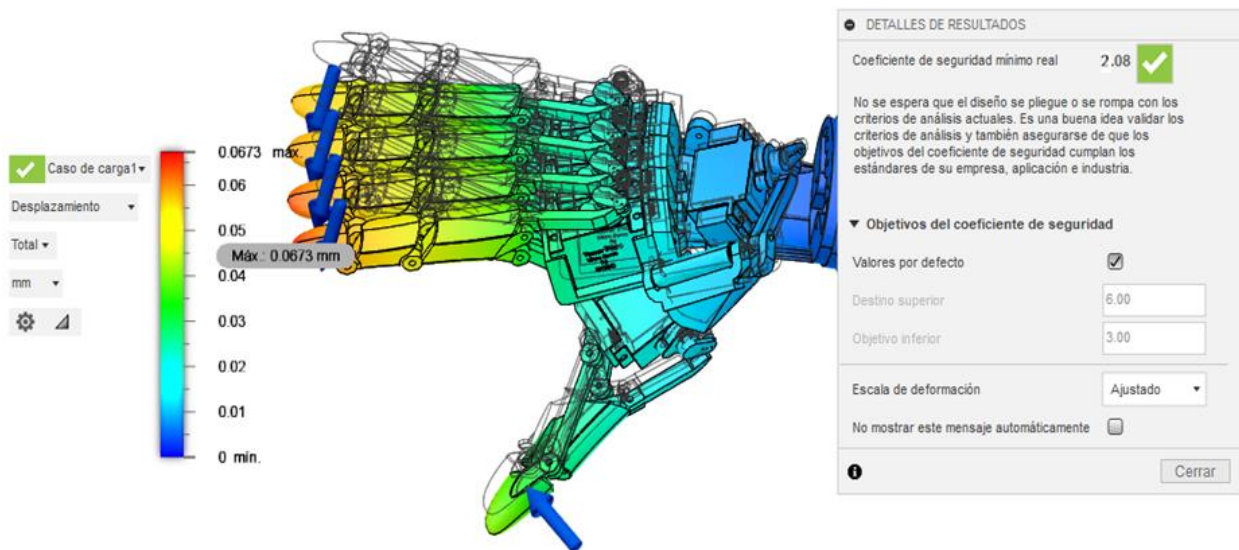 Caso de carga1
Desplazamiento
Total
mm
0.0673 máx.
0.06
0.05
Máx.: 0.0673 mm
0.04
0.03
0.02
0.01
0 mín.
DETALLES DE RESULTADOS
Coeficiente de seguridad mínimo real 2.08
No se espera que el diseño se pliegue o se rompa con los
criterios de análisis actuales. Es una buena idea validar los
criterios de análisis y también asegurarse de que los
objetivos del coeficiente de seguridad cumplan los
estándares de su empresa, aplicación e industria.
Objetivos del coeficiente de seguridad
Valores por defecto
Destino superior 6.00
Objetivo inferior 3.00
Escala de deformación Ajustado
No mostrar este mensaje automáticamente
Cerrar